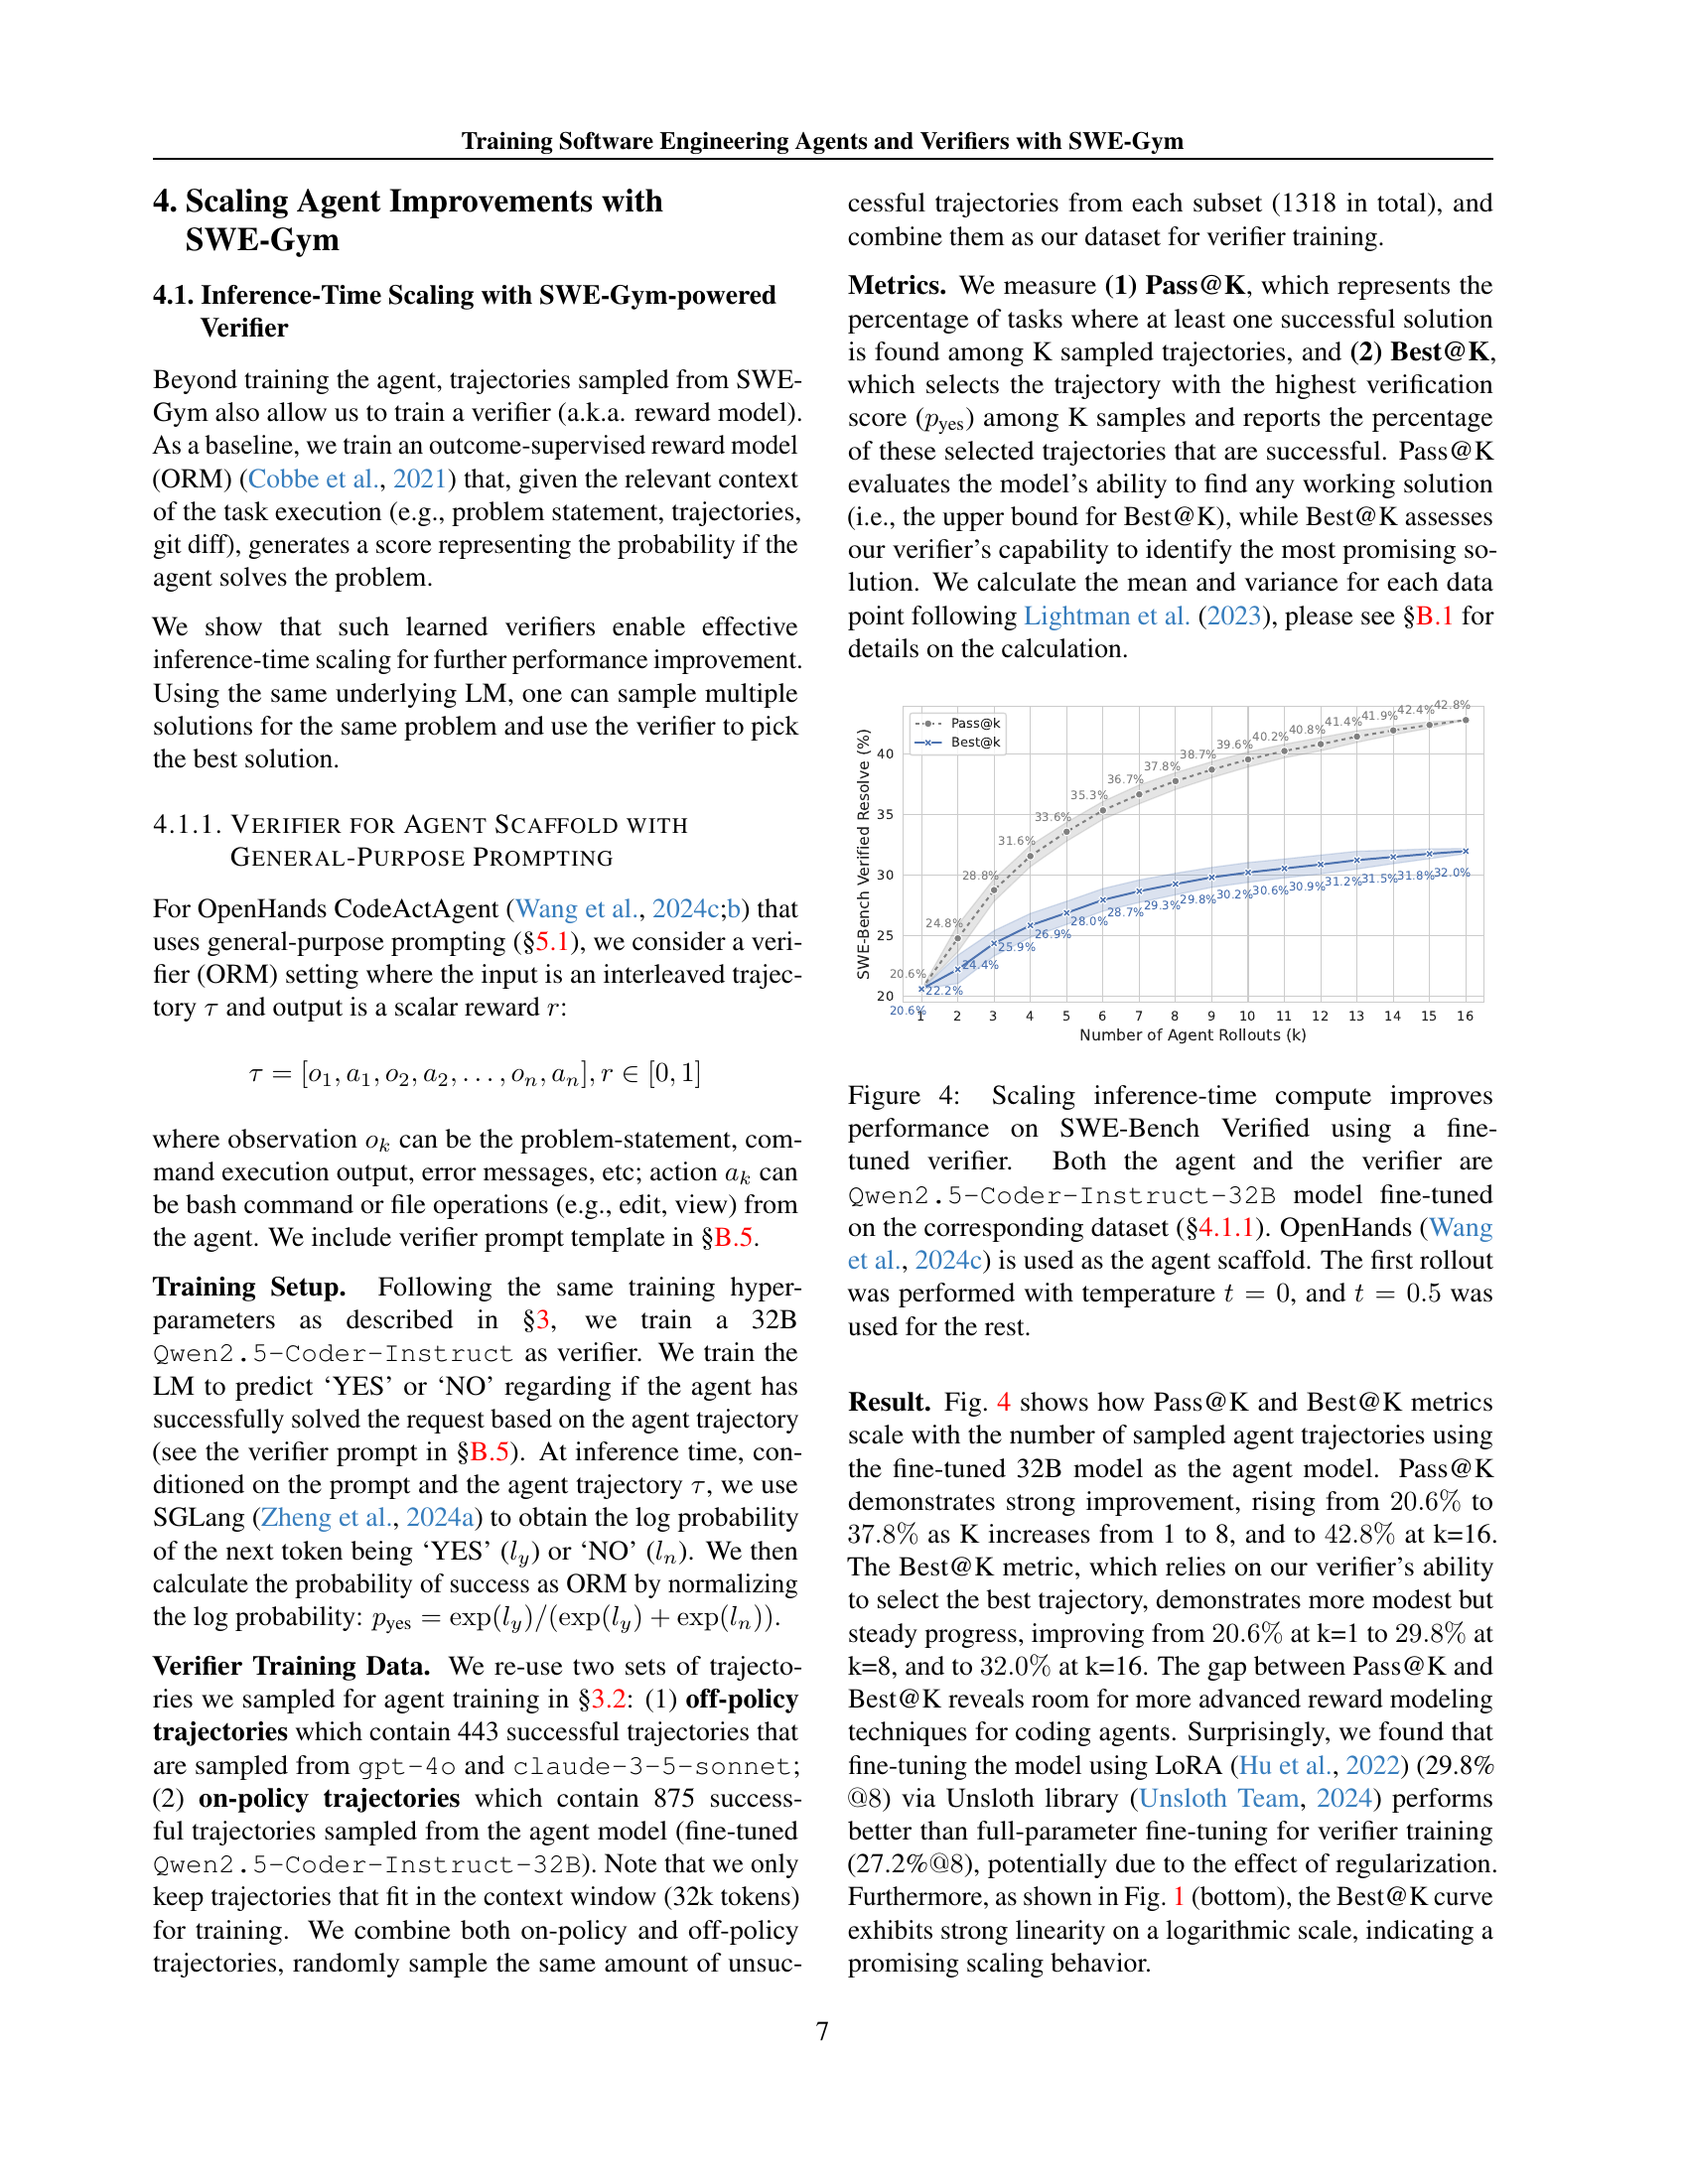 Training Software Engineering Agents and Verifiers with SWE-Gym
4. Scaling Agent Improvements with
SWE-Gym
4.1. Inference-Time Scaling with SWE-Gym-powered
Verifier
Beyond training the agent, trajectories sampled from SWE-
Gym also allow us to train a verifier (a.k.a. reward model).
As a baseline, we train an outcome-supervised reward model
(ORM) (Cobbe et al., 2021) that, given the relevant context
of the task execution (e.g., problem statement, trajectories,
git diff), generates a score representing the probability if the
agent solves the problem.
We show that such learned verifiers enable effective
inference-time scaling for further performance improvement.
Using the same underlying LM, one can sample multiple
solutions for the same problem and use the verifier to pick
the best solution.
4.1.1. VERIFIER FOR AGENT SCAFFOLD WITH
GENERAL-PURPOSE PROMPTING
For OpenHands CodeActAgent (Wang et al., 2024c;b) that
uses general-purpose prompting (§5.1), we consider a veri-
fier (ORM) setting where the input is an interleaved trajec-
tory τ and output is a scalar reward r:
τ = [o₁, a₁, o₂, a₂, . . . , oₙ, aₙ], r ∈ [0, 1]
where observation oₖ can be the problem-statement, com-
mand execution output, error messages, etc; action aₖ can
be bash command or file operations (e.g., edit, view) from
the agent. We include verifier prompt template in §B.5.
Training Setup. Following the same training hyper-
parameters as described in §3, we train a 32B
Qwen2.5-Coder-Instruct as verifier. We train the
LM to predict ‘YES’ or ‘NO’ regarding if the agent has
successfully solved the request based on the agent trajectory
(see the verifier prompt in §B.5). At inference time, con-
ditioned on the prompt and the agent trajectory τ, we use
SGLang (Zheng et al., 2024a) to obtain the log probability
of the next token being ‘YES’ (l_y) or ‘NO’ (lₙ). We then
calculate the probability of success as ORM by normalizing
the log probability: p_yes = exp(l_y)/(exp(l_y) + exp(lₙ)).
Verifier Training Data. We re-use two sets of trajecto-
ries we sampled for agent training in §3.2: (1) off-policy
trajectories which contain 443 successful trajectories that
are sampled from gpt-4o and claude-3-5-sonnet;
(2) on-policy trajectories which contain 875 success-
ful trajectories sampled from the agent model (fine-tuned
Qwen2.5-Coder-Instruct-32B). Note that we only
keep trajectories that fit in the context window (32k tokens)
for training. We combine both on-policy and off-policy
trajectories, randomly sample the same amount of unsuc-
cessful trajectories from each subset (1318 in total), and
combine them as our dataset for verifier training.
Metrics. We measure (1) Pass@K, which represents the
percentage of tasks where at least one successful solution
is found among K sampled trajectories, and (2) Best@K,
which selects the trajectory with the highest verification
score (p_yes) among K samples and reports the percentage
of these selected trajectories that are successful. Pass@K
evaluates the model’s ability to find any working solution
(i.e., the upper bound for Best@K), while Best@K assesses
our verifier’s capability to identify the most promising so-
lution. We calculate the mean and variance for each data
point following Lightman et al. (2023), please see §B.1 for
details on the calculation.
SWE-Bench Verified Resolve (%)
40
35
30
25
20
Pass@k
Best@k
20.6% 24.8% 28.8% 31.6% 33.6% 35.3% 36.7% 37.8% 38.7% 39.6% 40.2% 40.8% 41.4% 41.9% 42.4% 42.8%
20.6% 22.2% 24.4% 25.9% 26.9% 28.0% 28.7% 29.3% 29.8% 30.2% 30.6% 30.9% 31.2% 31.5% 31.8% 32.0%
1 2 3 4 5 6 7 8 9 10 11 12 13 14 15 16
Number of Agent Rollouts (k)
Figure 4: Scaling inference-time compute improves
performance on SWE-Bench Verified using a fine-
tuned verifier. Both the agent and the verifier are
Qwen2.5-Coder-Instruct-32B model fine-tuned
on the corresponding dataset (§4.1.1). OpenHands (Wang
et al., 2024c) is used as the agent scaffold. The first rollout
was performed with temperature t = 0, and t = 0.5 was
used for the rest.
Result. Fig. 4 shows how Pass@K and Best@K metrics
scale with the number of sampled agent trajectories using
the fine-tuned 32B model as the agent model. Pass@K
demonstrates strong improvement, rising from 20.6% to
37.8% as K increases from 1 to 8, and to 42.8% at k=16.
The Best@K metric, which relies on our verifier’s ability
to select the best trajectory, demonstrates more modest but
steady progress, improving from 20.6% at k=1 to 29.8% at
k=8, and to 32.0% at k=16. The gap between Pass@K and
Best@K reveals room for more advanced reward modeling
techniques for coding agents. Surprisingly, we found that
fine-tuning the model using LoRA (Hu et al., 2022) (29.8%
@8) via Unsloth library (Unsloth Team, 2024) performs
better than full-parameter fine-tuning for verifier training
(27.2%@8), potentially due to the effect of regularization.
Furthermore, as shown in Fig. 1 (bottom), the Best@K curve
exhibits strong linearity on a logarithmic scale, indicating a
promising scaling behavior.
7